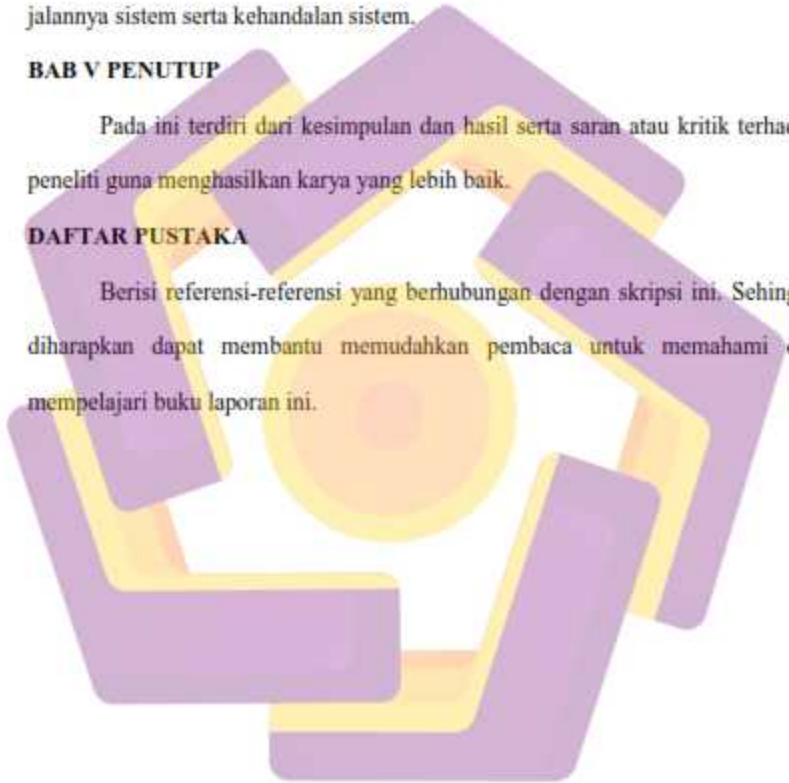 jalannya sistem serta kehandalan sistem.
BAB V PENUTUP
Pada ini terdiri dari kesimpulan dan hasil serta saran atau kritik terhad
peneliti guna menghasilkan karya yang lebih baik.
DAFTAR PUSTAKA
Berisi referensi-referensi yang berhubungan dengan skripsi ini. Sehing
diharapkan dapat membantu memudahkan pembaca untuk memahami
mempelajari buku laporan ini.